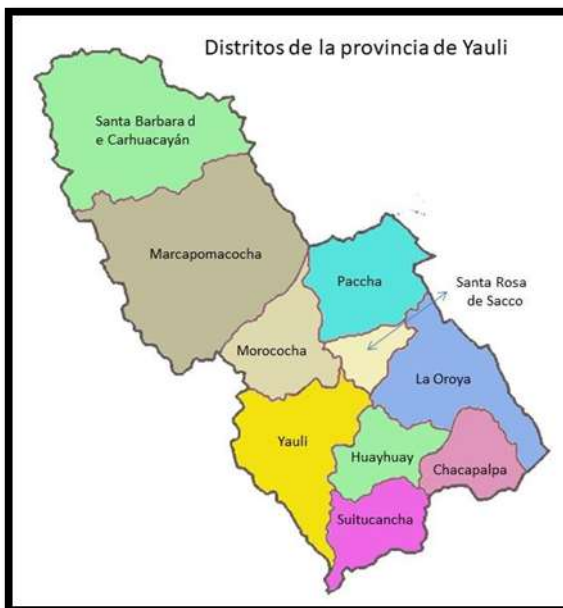 Distritos de la provincia de Yauli
Santa Barbara d
e Carhuacayán
Marcapomacocha
Paccha
Santa Rosa
de Sacco
Morococha
La Oroya
Yauli
Huayhuay
Chacapalpa
Suitucancha